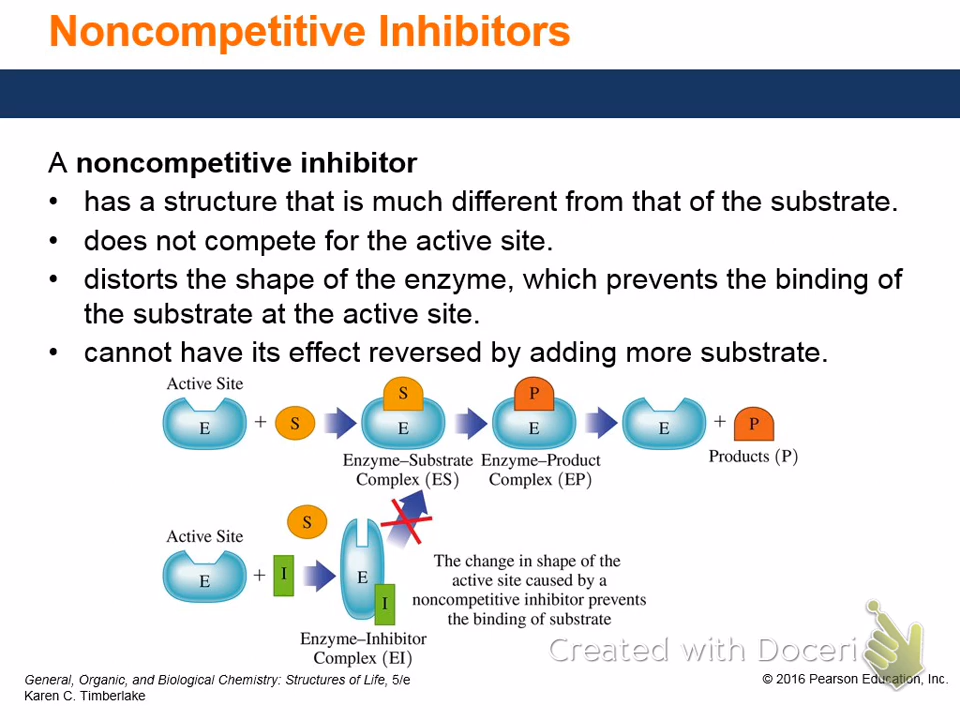 Noncompetitive Inhibitors
A noncompetitive inhibitor
• has a structure that is much different from that of the substrate.
• does not compete for the active site.
• distorts the shape of the enzyme, which prevents the binding of
the substrate at the active site.
• cannot have its effect reversed by adding more substrate.
Active Site
E + S
S
E
P
E
E + P
Enzyme–Substrate
Complex (ES)
Enzyme–Product
Complex (EP)
Products (P)
Active Site
E + I
S
E
I
Enzyme–Inhibitor
Complex (EI)
The change in shape of the
active site caused by a
noncompetitive inhibitor prevents
the binding of substrate
Created with Doceri
General, Organic, and Biological Chemistry: Structures of Life, 5/e
Karen C. Timberlake
© 2016 Pearson Education, Inc.